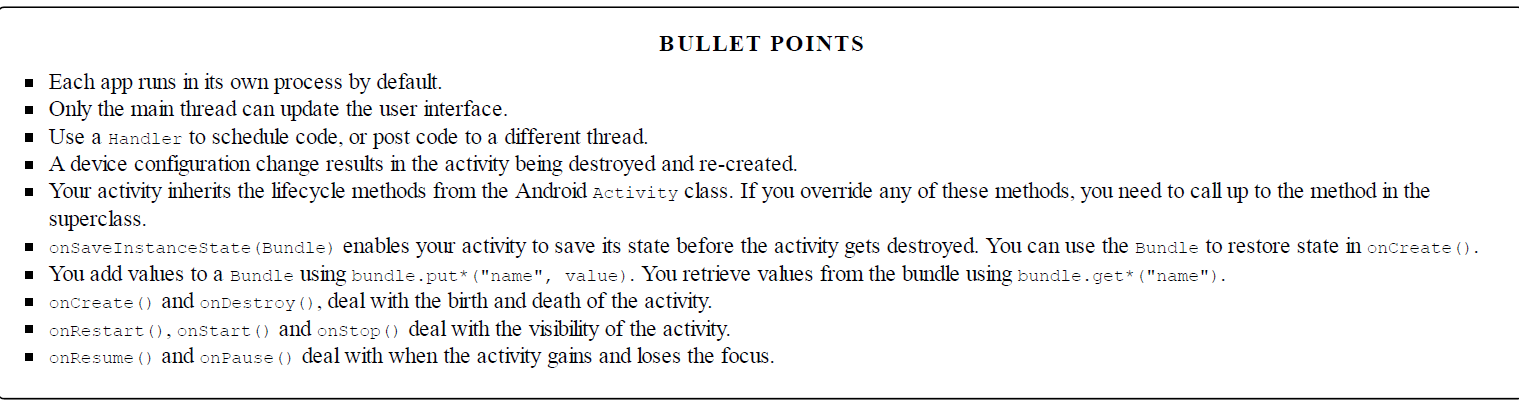 BULLET POINTS
▪ Each app runs in its own process by default.
▪ Only the main thread can update the user interface.
▪ Use a Handler to schedule code, or post code to a different thread.
▪ A device configuration change results in the activity being destroyed and re-created.
▪ Your activity inherits the lifecycle methods from the Android Activity class. If you override any of these methods, you need to call up to the method in the
superclass.
▪ onSaveInstanceState(Bundle) enables your activity to save its state before the activity gets destroyed. You can use the Bundle to restore state in onCreate().
▪ You add values to a Bundle using bundle.put*("name", value). You retrieve values from the bundle using bundle.get*("name").
▪ onCreate() and onDestroy(), deal with the birth and death of the activity.
▪ onRestart(), onStart() and onStop() deal with the visibility of the activity.
▪ onResume() and onPause() deal with when the activity gains and loses the focus.